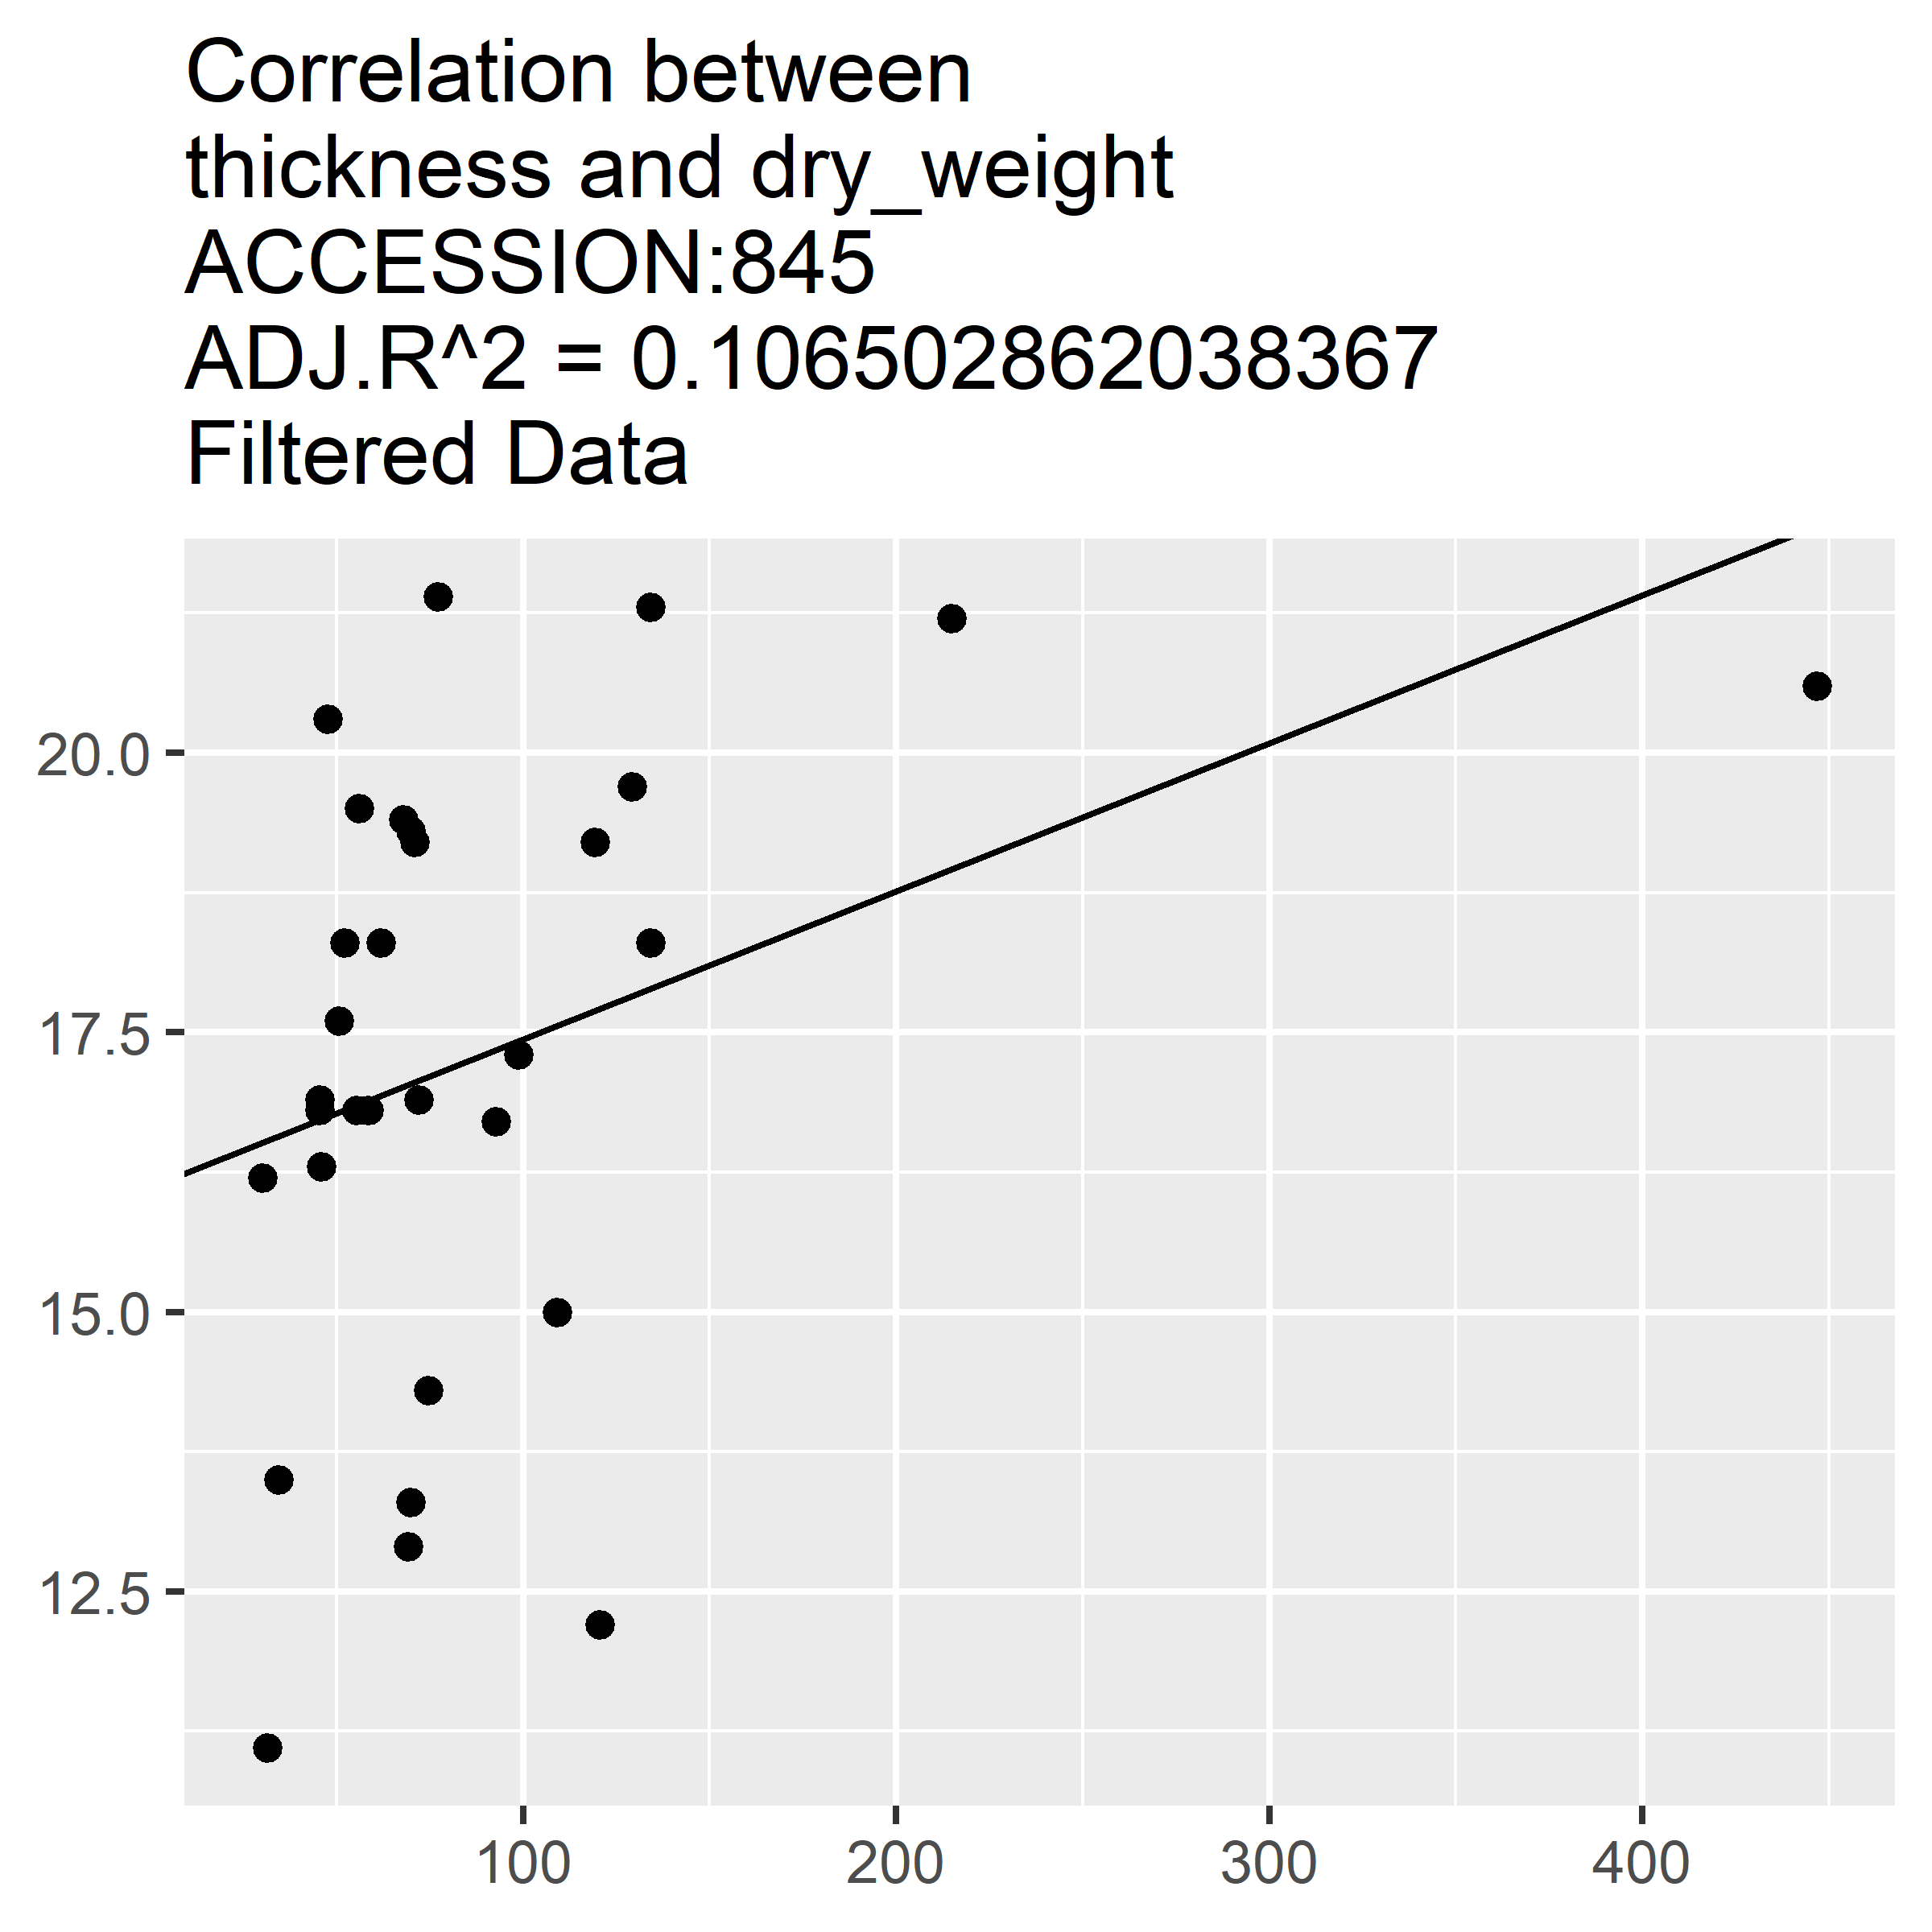 Correlation between
thickness and dry_weight
ACCESSION:845
ADJ.R^2 = 0.106502862038367
Filtered Data
20.0
17.5
15.0
12.5
100 200 300 400